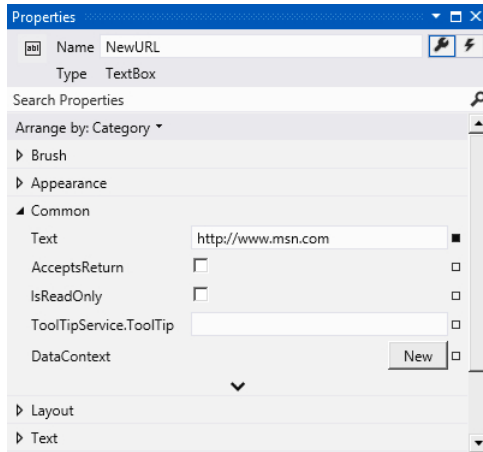 Properties
abl Name NewURL
Type TextBox
Search Properties
Arrange by: Category
Brush
Appearance
Common
Text http://www.msn.com
AcceptsReturn
IsReadOnly
ToolTipService.ToolTip
DataContext New
Layout
Text